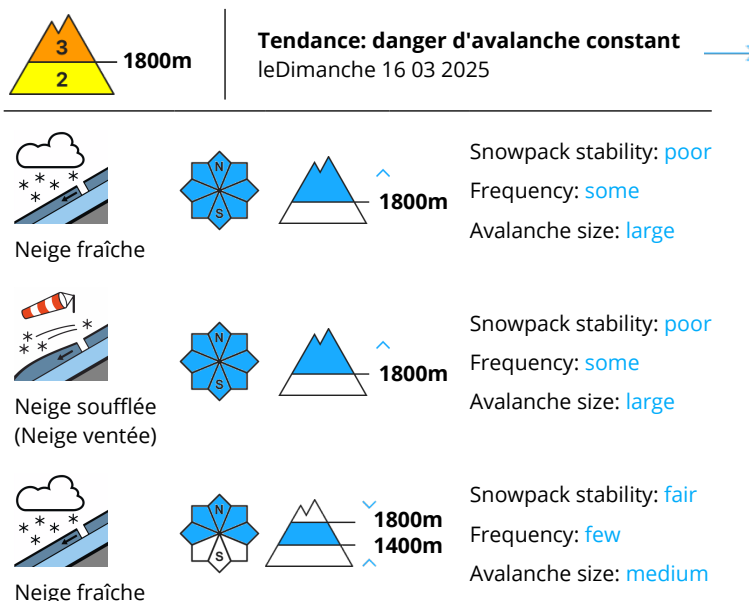 3
2
1800m
Tendance: danger d'avalanche constant
leDimanche 16 03 2025
Neige fraîche
N
S
1800m
Snowpack stability: poor
Frequency: some
Avalanche size: large
Neige soufflée
(Neige ventée)
N
S
1800m
Snowpack stability: poor
Frequency: some
Avalanche size: large
Neige fraîche
N
S
1800m
1400m
Snowpack stability: fair
Frequency: few
Avalanche size: medium